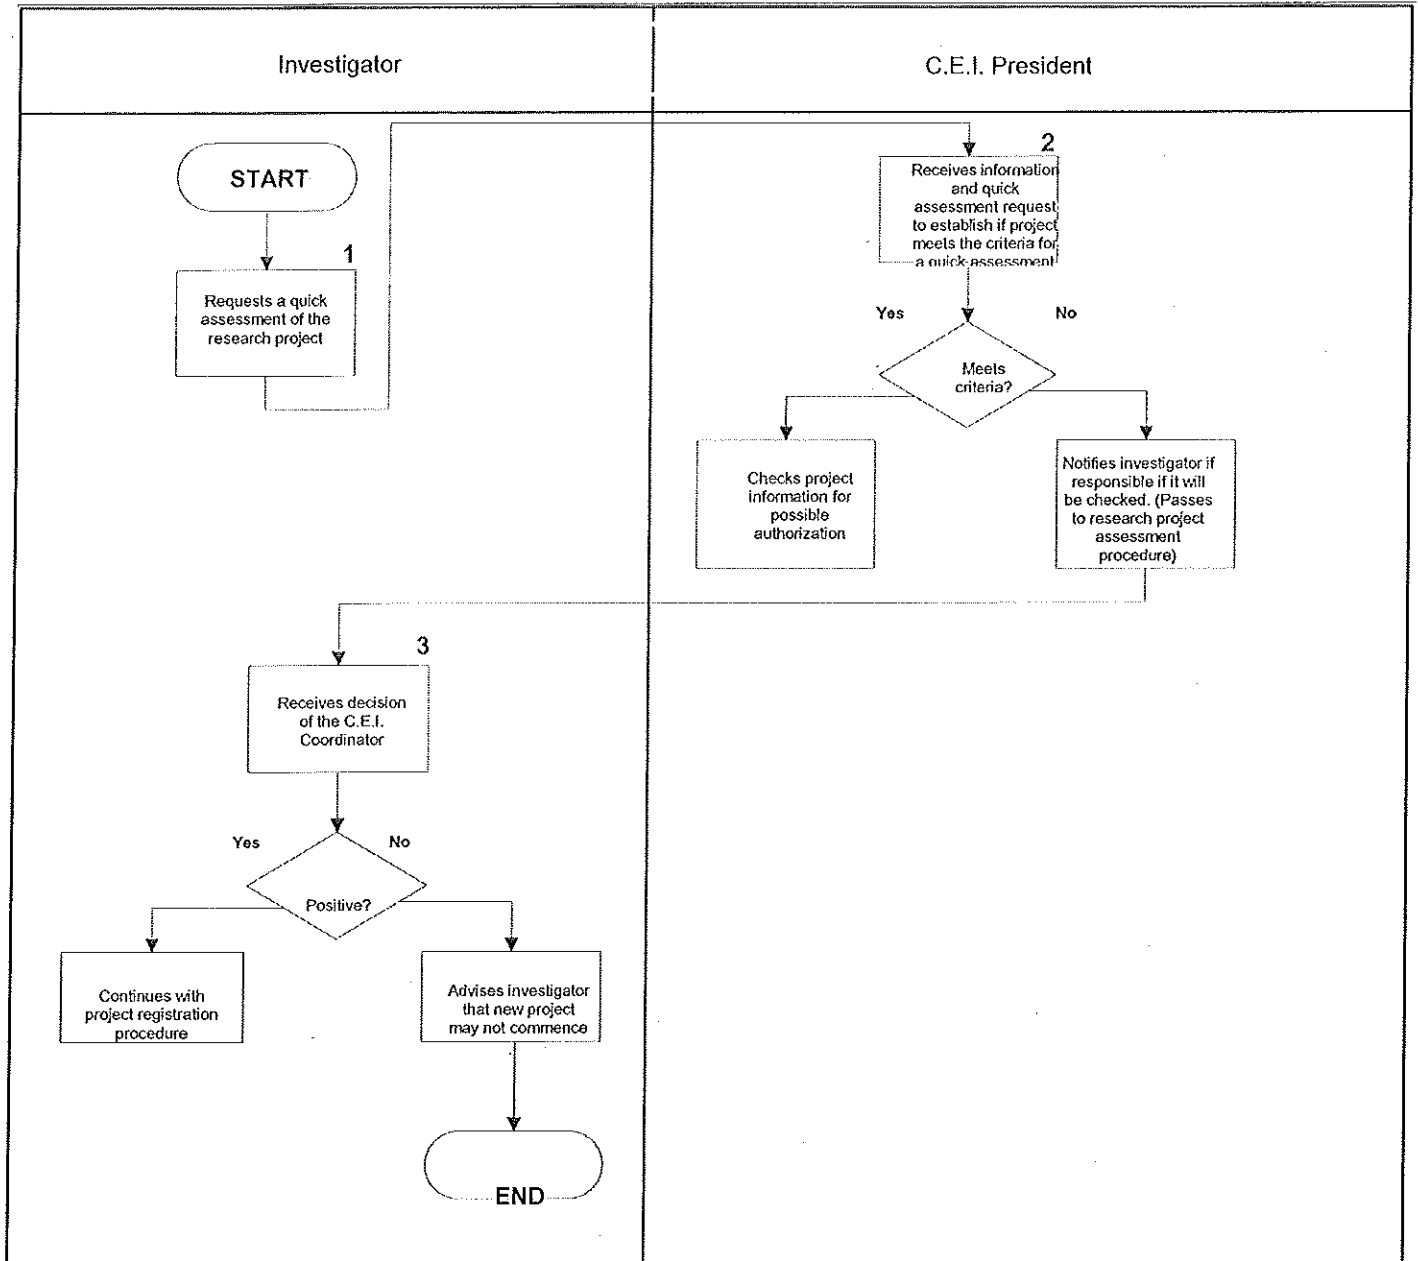 Investigator
C.E.I. President
START
1
Requests a quick
assessment of the
research project
2
Receives information
and quick
assessment request
to establish if project
meets the criteria for
a quick assessment
Yes
No
Meets
criteria?
Checks project
information for
possible
authorization
Notifies investigator if
responsible if it will
be checked. (Passes
to research project
assessment
procedure)
3
Receives decision
of the C.E.I.
Coordinator
Yes
No
Positive?
Continues with
project registration
procedure
Advises investigator
that new project
may not commence
END